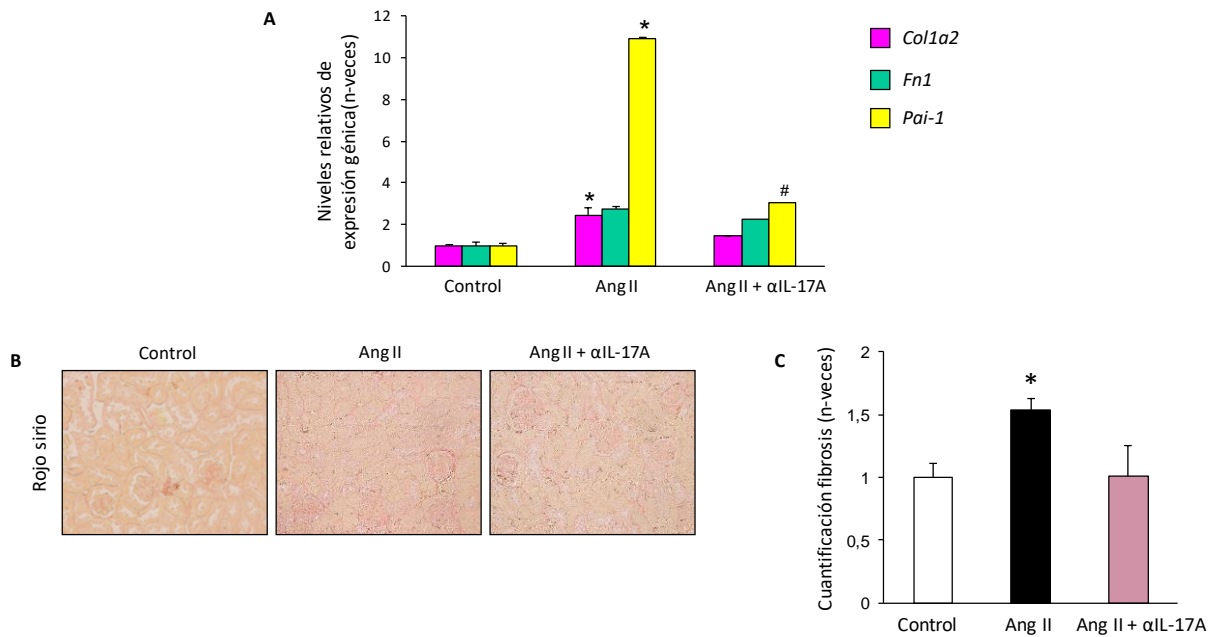 A
Niveles relativos de
expresión génica(n-veces)
12
10
8
6
4
2
0
*
*
#
Control
Ang II
Ang II + αIL-17A
Col1a2
Fn1
Pai-1
B
Control
Ang II
Ang II + αIL-17A
Rojo sirio
C
Cuantificación fibrosis (n-veces)
2
1,5
1
0,5
0
*
Control
Ang II
Ang II + αIL-17A